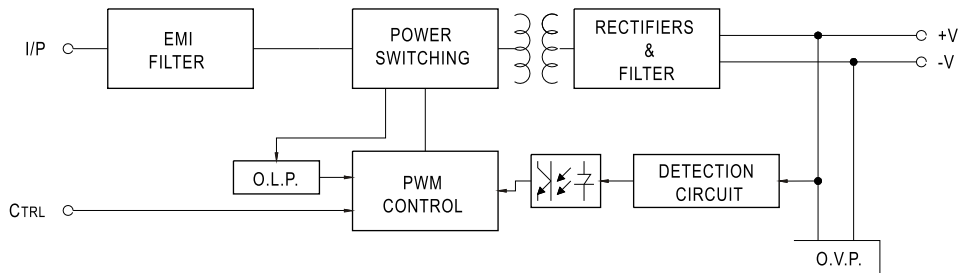 I/P
EMI
FILTER
POWER
SWITCHING
RECTIFIERS
&
FILTER
+V
-V
O.L.P.
PWM
CONTROL
DETECTION
CIRCUIT
CTRL
O.V.P.